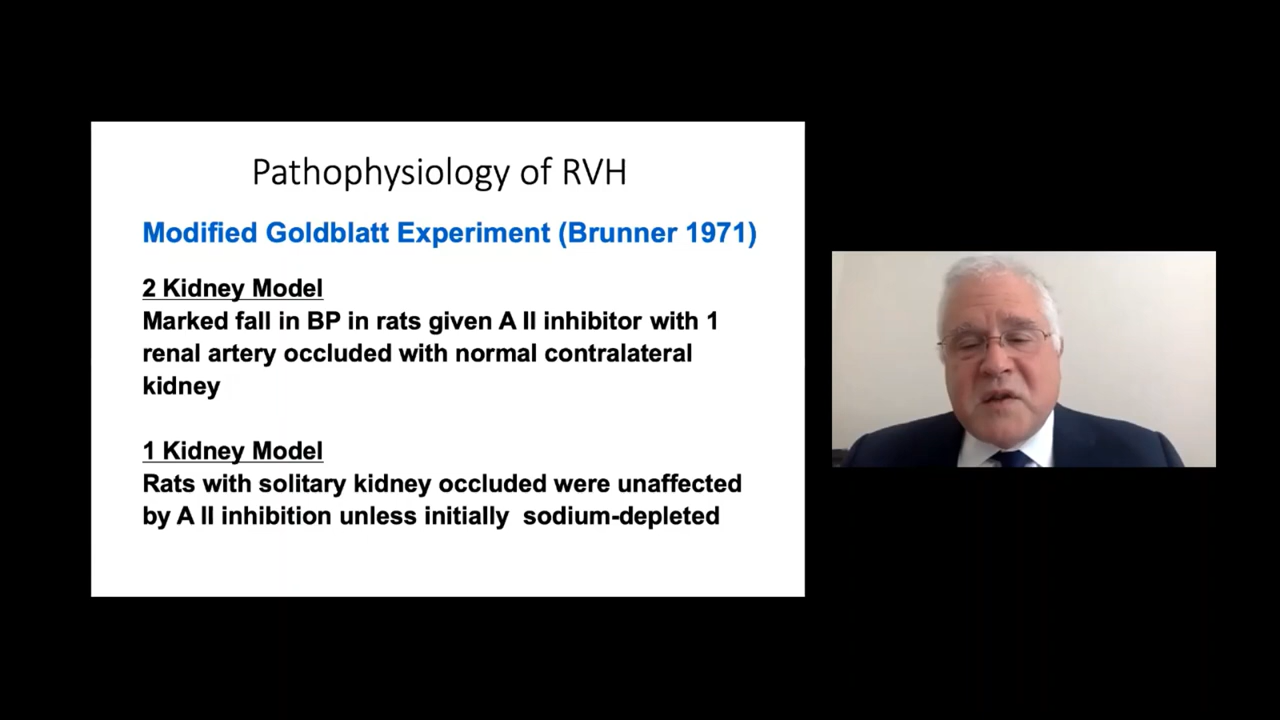 Pathophysiology of RVH
Modified Goldblatt Experiment (Brunner 1971)
2 Kidney Model
Marked fall in BP in rats given A II inhibitor with 1
renal artery occluded with normal contralateral
kidney
1 Kidney Model
Rats with solitary kidney occluded were unaffected
by A II inhibition unless initially  sodium-depleted